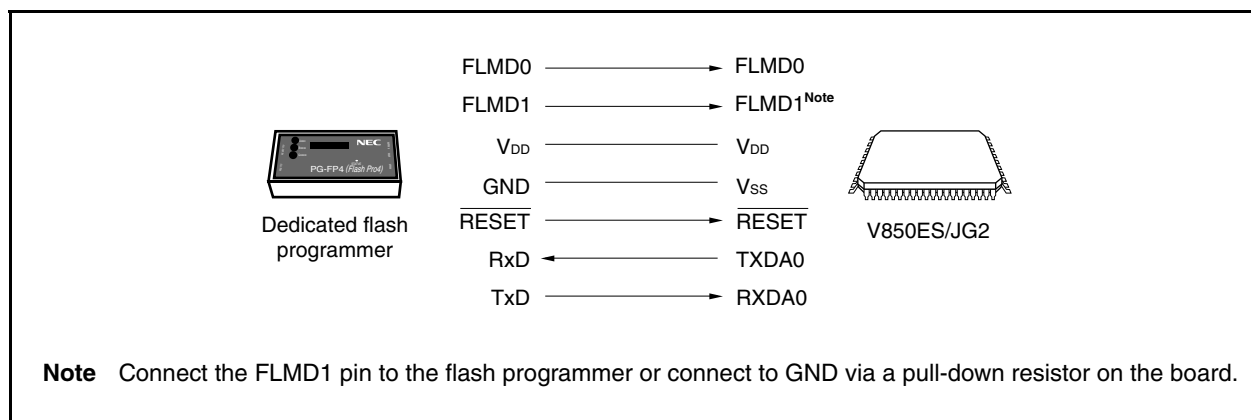 FLMD0 FLMD0
FLMD1 FLMD1Note
VDD VDD
GND VSS
RESET RESET
RxD TXDA0
TxD RXDA0
NEC
PG-FP4 (Flash Pro4)
Dedicated flash
programmer
V850ES/JG2
Note Connect the FLMD1 pin to the flash programmer or connect to GND via a pull-down resistor on the board.